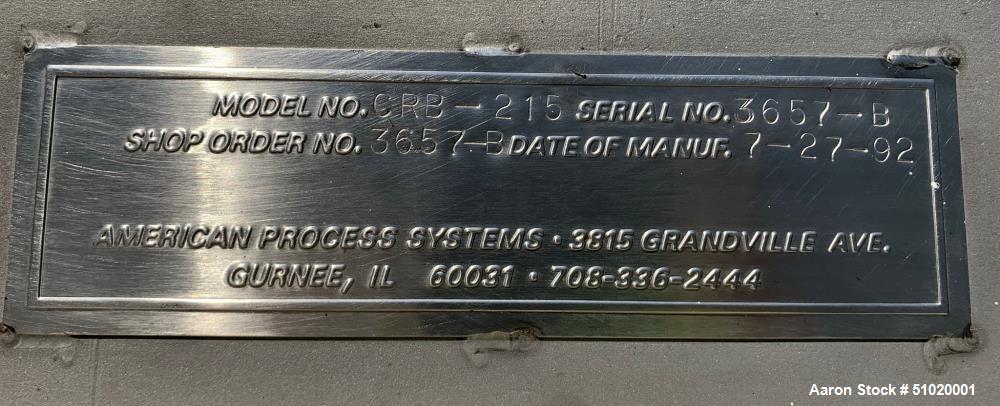 MODEL NO. CRB-215 SERIAL NO. 3657-B
SHOP ORDER NO. 3657-B DATE OF MANUF. 7-27-92
AMERICAN PROCESS SYSTEMS • 3815 GRANDVILLE AVE.
GURNEE, IL 60031 • 708-336-2444
Aaron Stock # 51020001